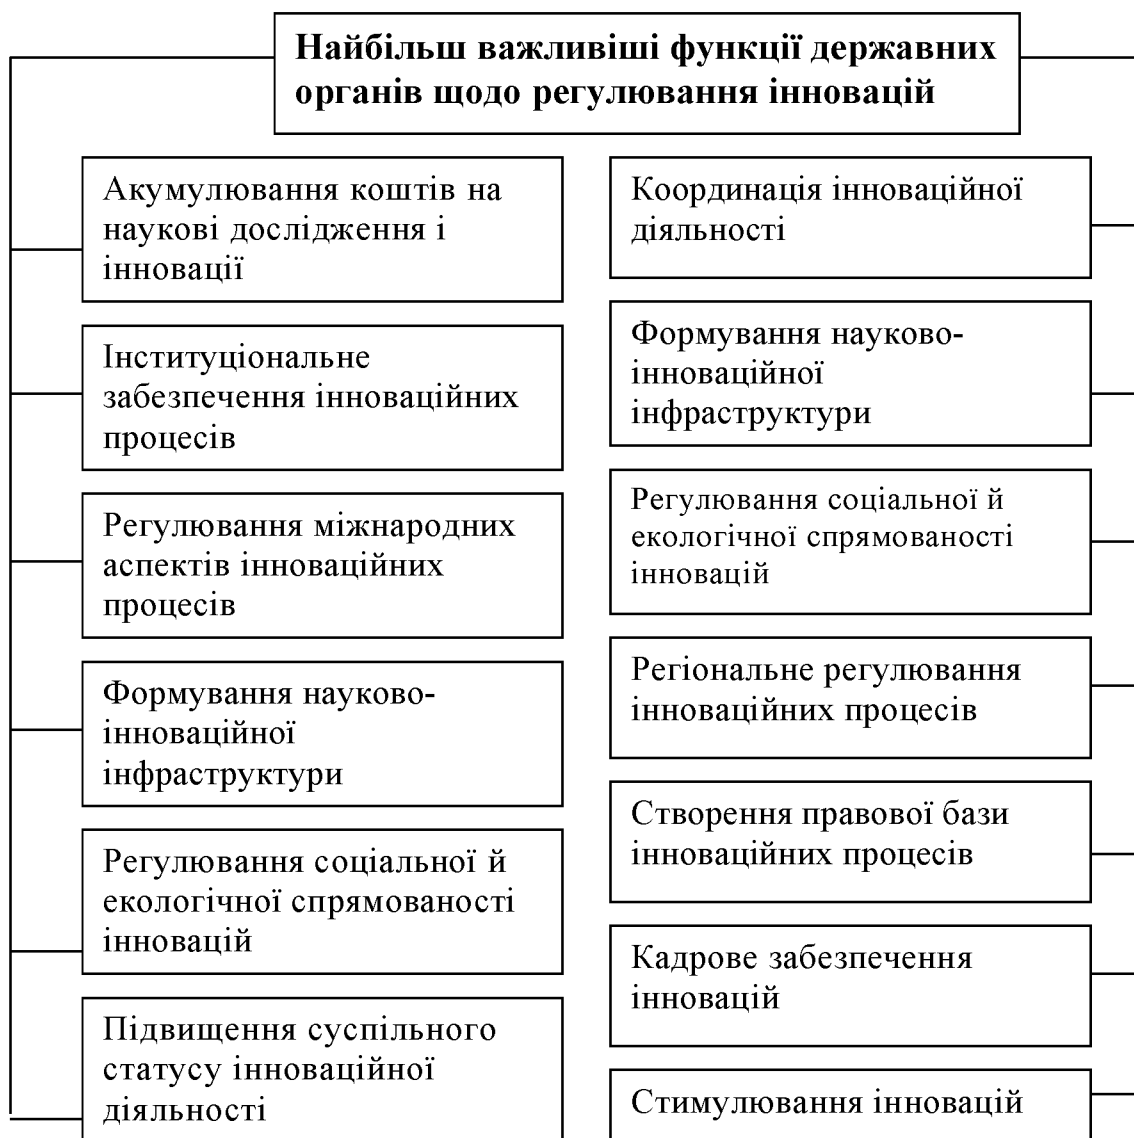 Найбільш важливіші функції державних
органів щодо регулювання інновацій
Акумулювання коштів на
наукові дослідження і
інновації
Інституціональне
забезпечення інноваційних
процесів
Регулювання міжнародних
аспектів інноваційних
процесів
Формування науково-
інноваційної
інфраструктури
Регулювання соціальної й
екологічної спрямованості
інновацій
Підвищення суспільного
статусу інноваційної
діяльності
Координація інноваційної
діяльності
Формування науково-
інноваційної
інфраструктури
Регулювання соціальної й
екологічної спрямованості
інновацій
Регіональне регулювання
інноваційних процесів
Створення правової бази
інноваційних процесів
Кадрове забезпечення
інновацій
Стимулювання інновацій